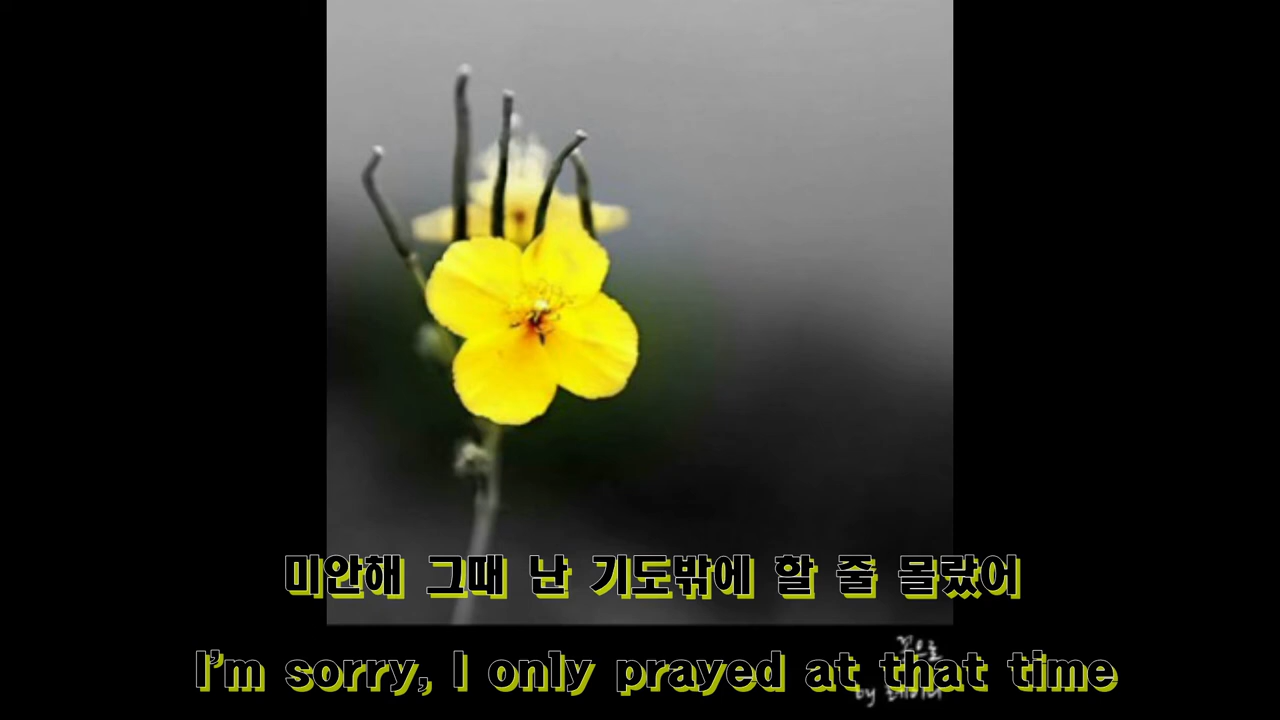 미안해 그때 난 기도밖에 할 줄 몰랐어
I'm sorry, I only prayed at that time